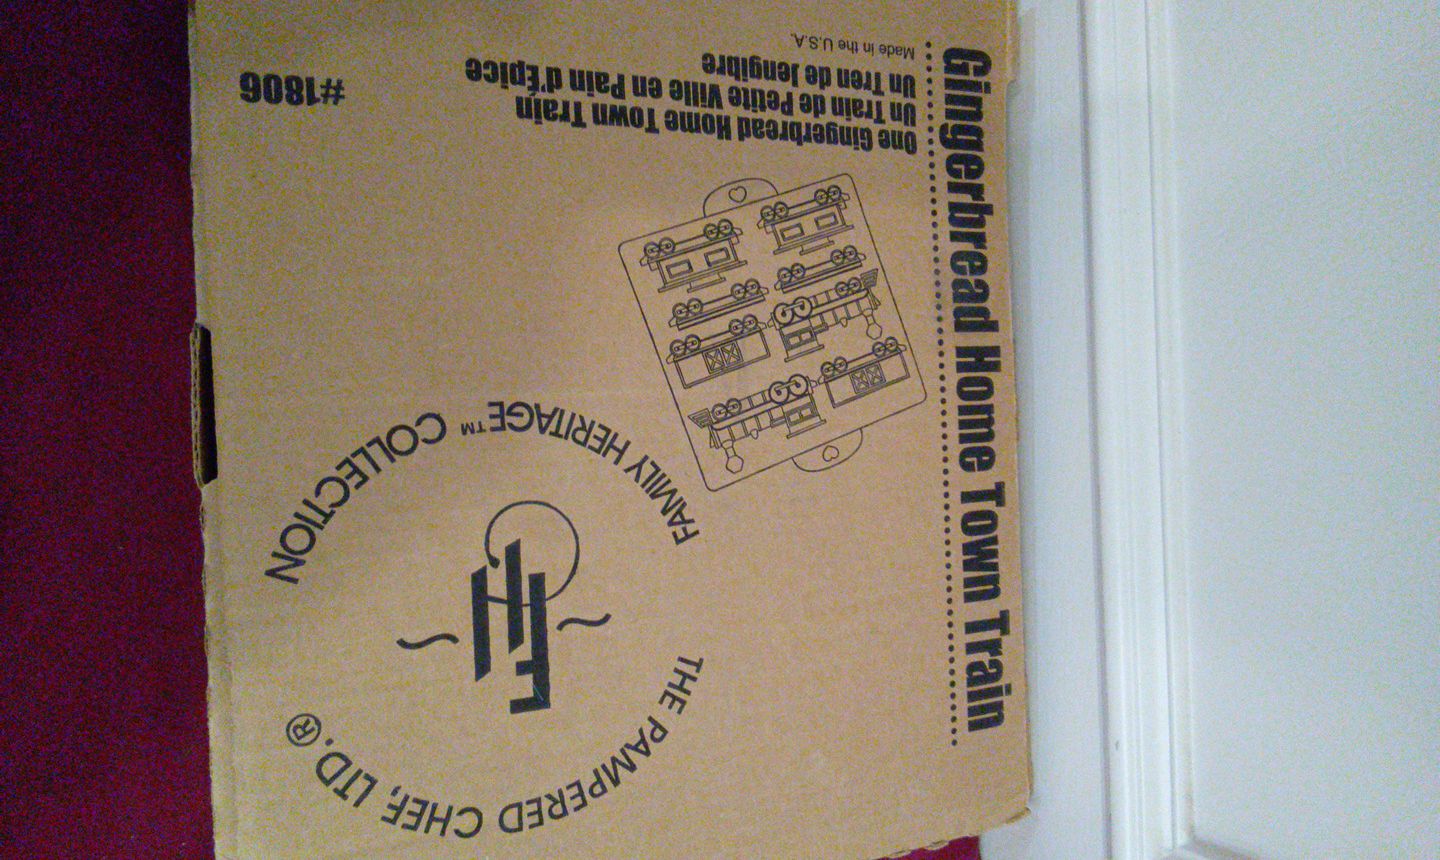 Gingerbread Home Town Train
One Gingerbread Home Town Train
Un Train de Petite Ville en Pain d'Épice
Un Tren de Jengibre
Made in the U.S.A.
#1806
THE PAMPERED CHEF, LTD.®
FAMILY HERITAGE™ COLLECTION